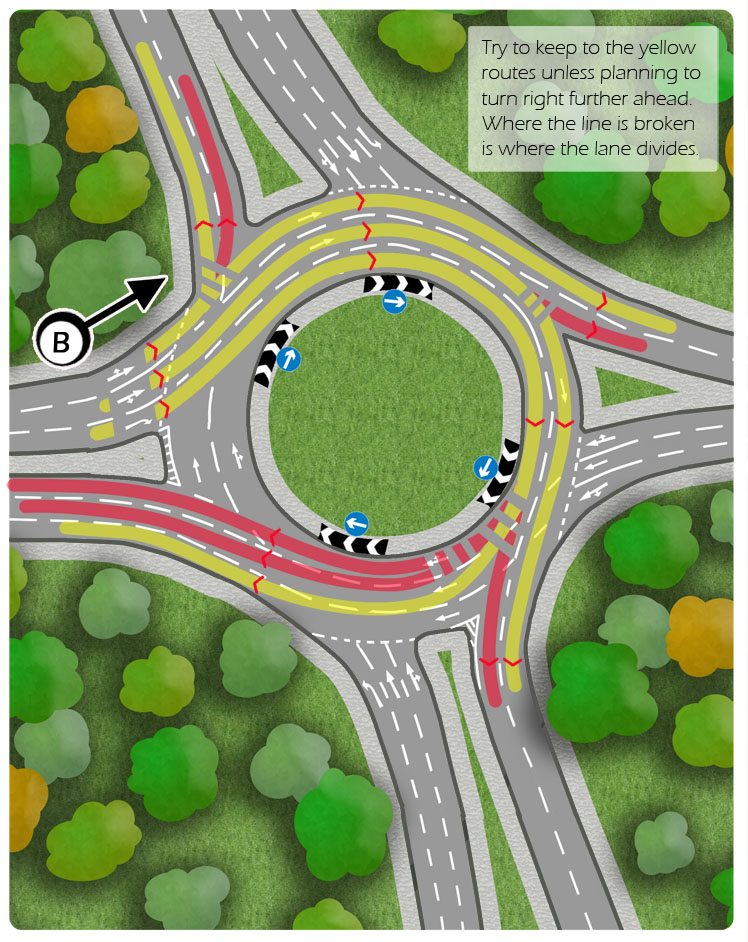 Try to keep to the yellow
routes unless planning to
turn right further ahead.
Where the line is broken
is where the lane divides.
B